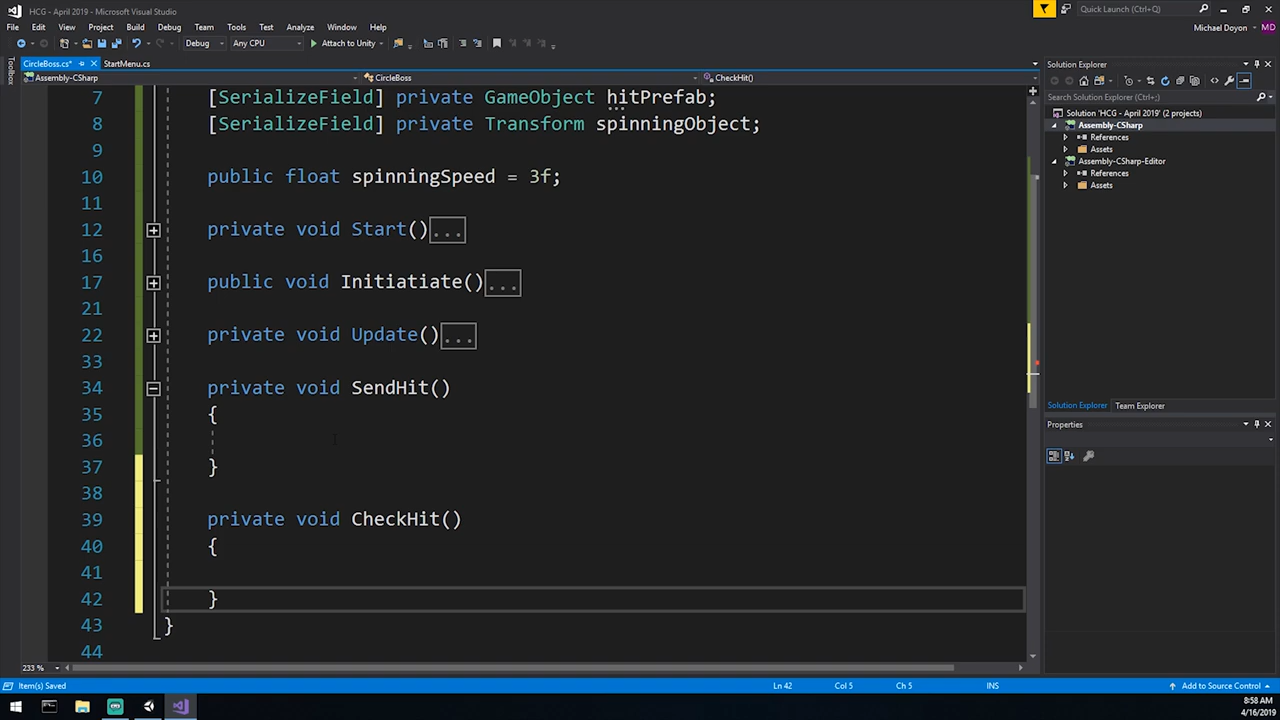 HCG - April 2019 - Microsoft Visual Studio
Quick Launch (Ctrl+Q)
File Edit View Project Build Debug Team Tools Test Analyze Window Help
Michael Doyon MD
Debug Any CPU Attach to Unity
Toolbox
CircleBoss.cs* StartMenu.cs
Assembly-CSharp CircleBoss CheckHit()
7 [SerializeField] private GameObject hitPrefab;
8 [SerializeField] private Transform spinningObject;
9
10 public float spinningSpeed = 3f;
11
12 private void Start()...
16
17 public void Initiatiate()...
21
22 private void Update()...
33
34 private void SendHit()
35 {
36
37 }
38
39 private void CheckHit()
40 {
41
42 }
43 }
44
233 %
Solution Explorer
Search Solution Explorer (Ctrl+;)
Solution 'HCG - April 2019' (2 projects)
Assembly-CSharp
References
Assets
Assembly-CSharp-Editor
References
Assets
Solution Explorer Team Explorer
Properties
Item(s) Saved Ln 42 Col 5 Ch 5 INS Add to Source Control
8:58 AM
4/16/2019